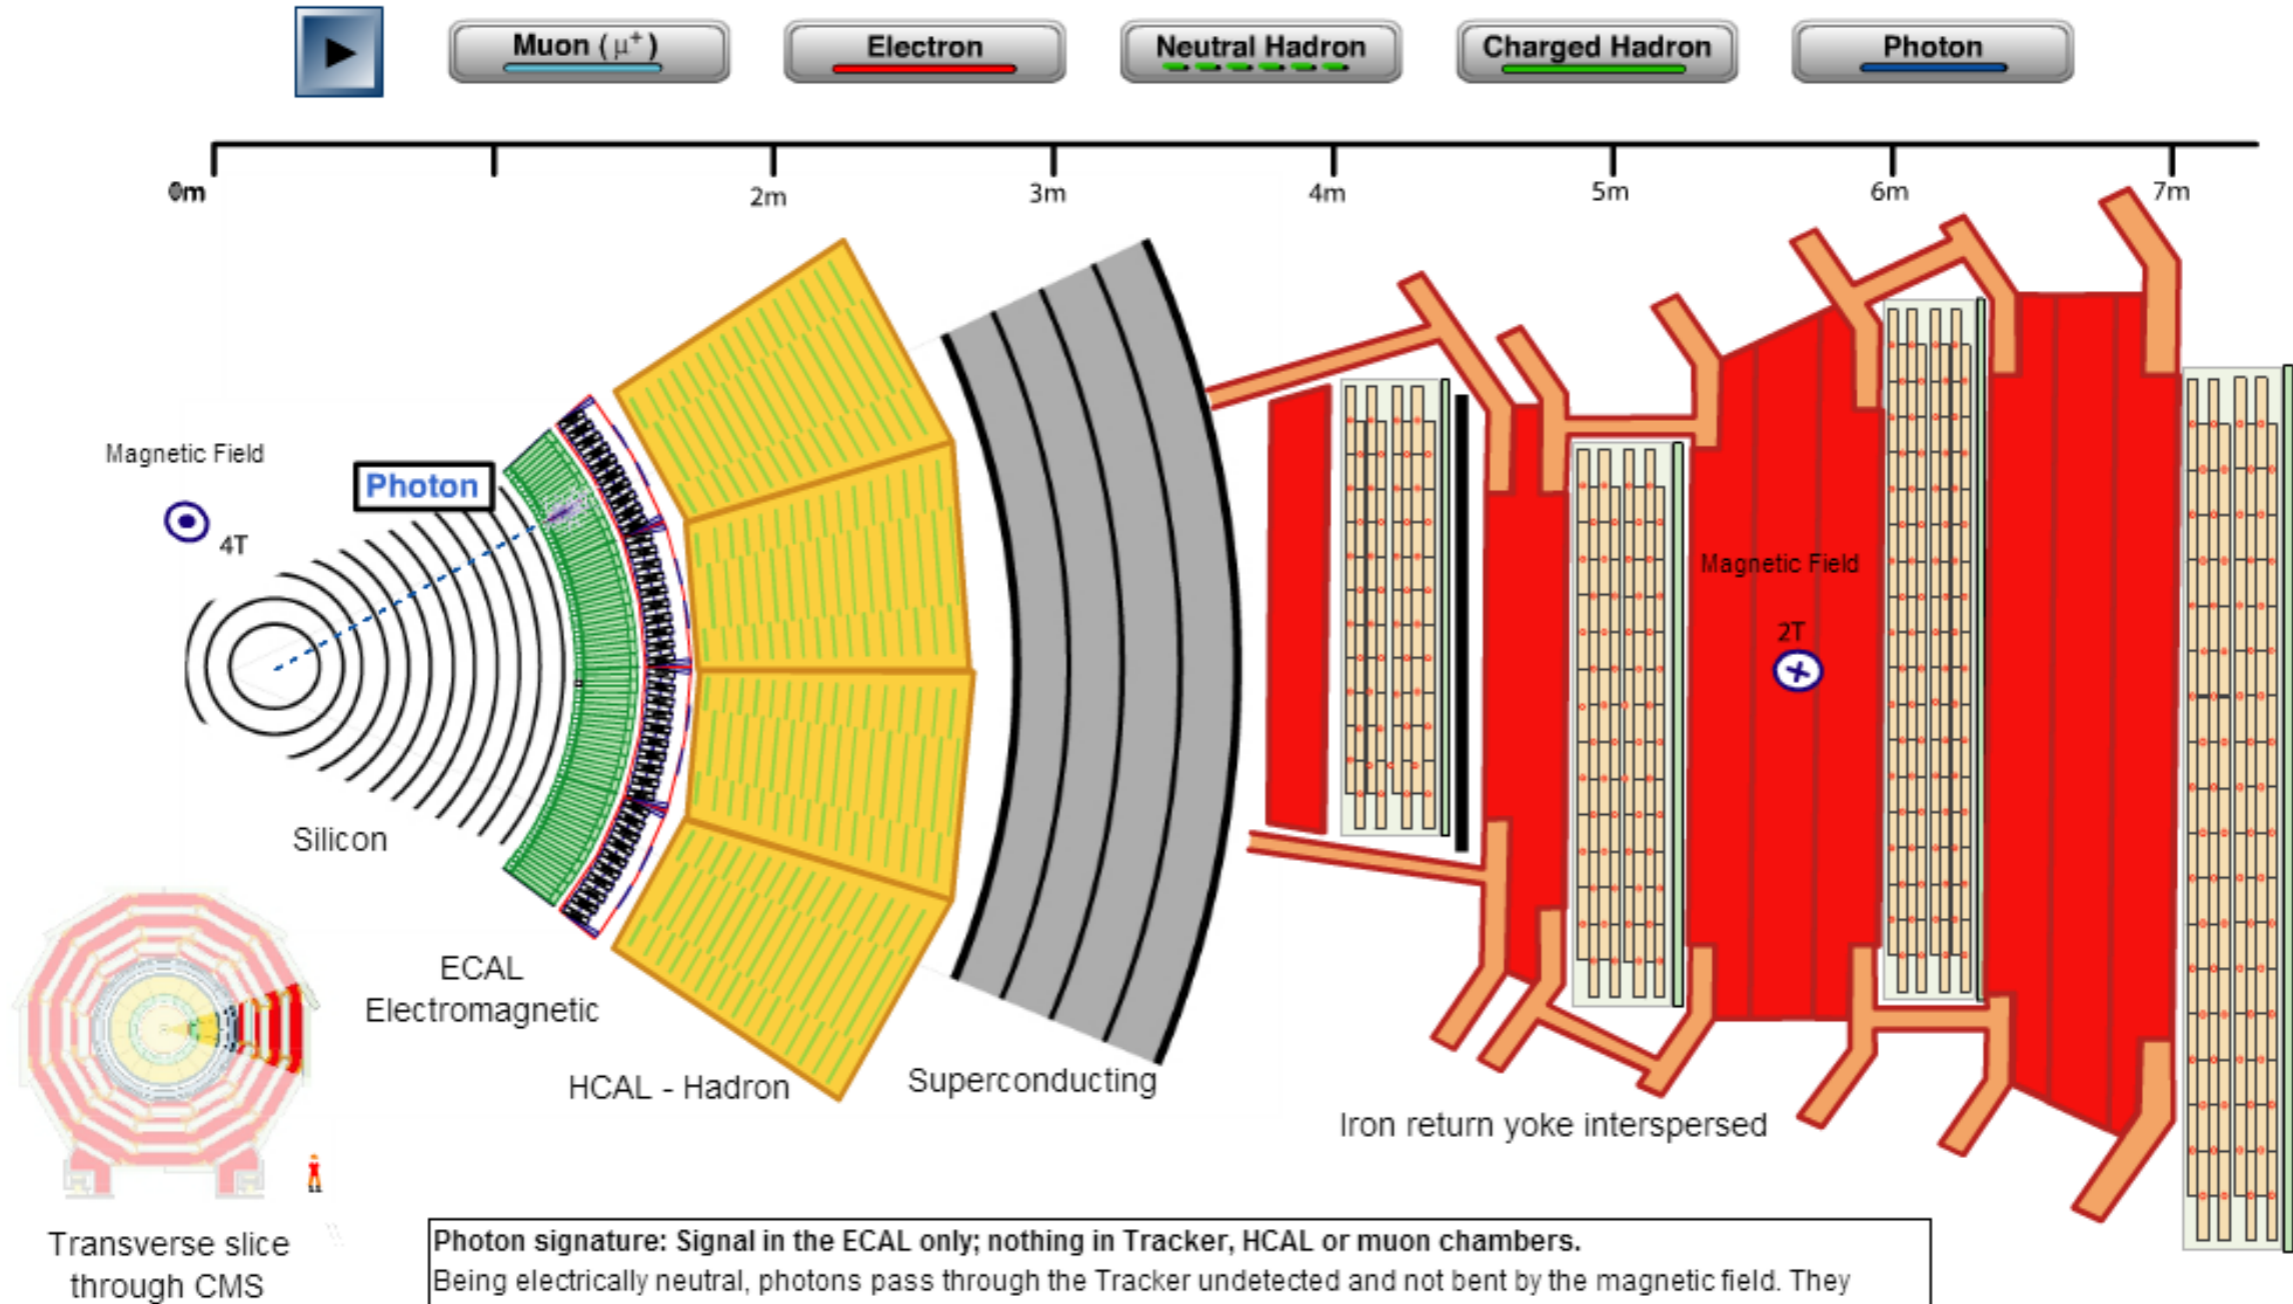 Muon (μ⁺)
Electron
Neutral Hadron
Charged Hadron
Photon
0m
2m
3m
4m
5m
6m
7m
Magnetic Field
4T
Photon
Magnetic Field
2T
Silicon
ECAL
Electromagnetic
HCAL - Hadron
Superconducting
Iron return yoke interspersed
Transverse slice
through CMS
Photon signature: Signal in the ECAL only; nothing in Tracker, HCAL or muon chambers.
Being electrically neutral, photons pass through the Tracker undetected and not bent by the magnetic field. They